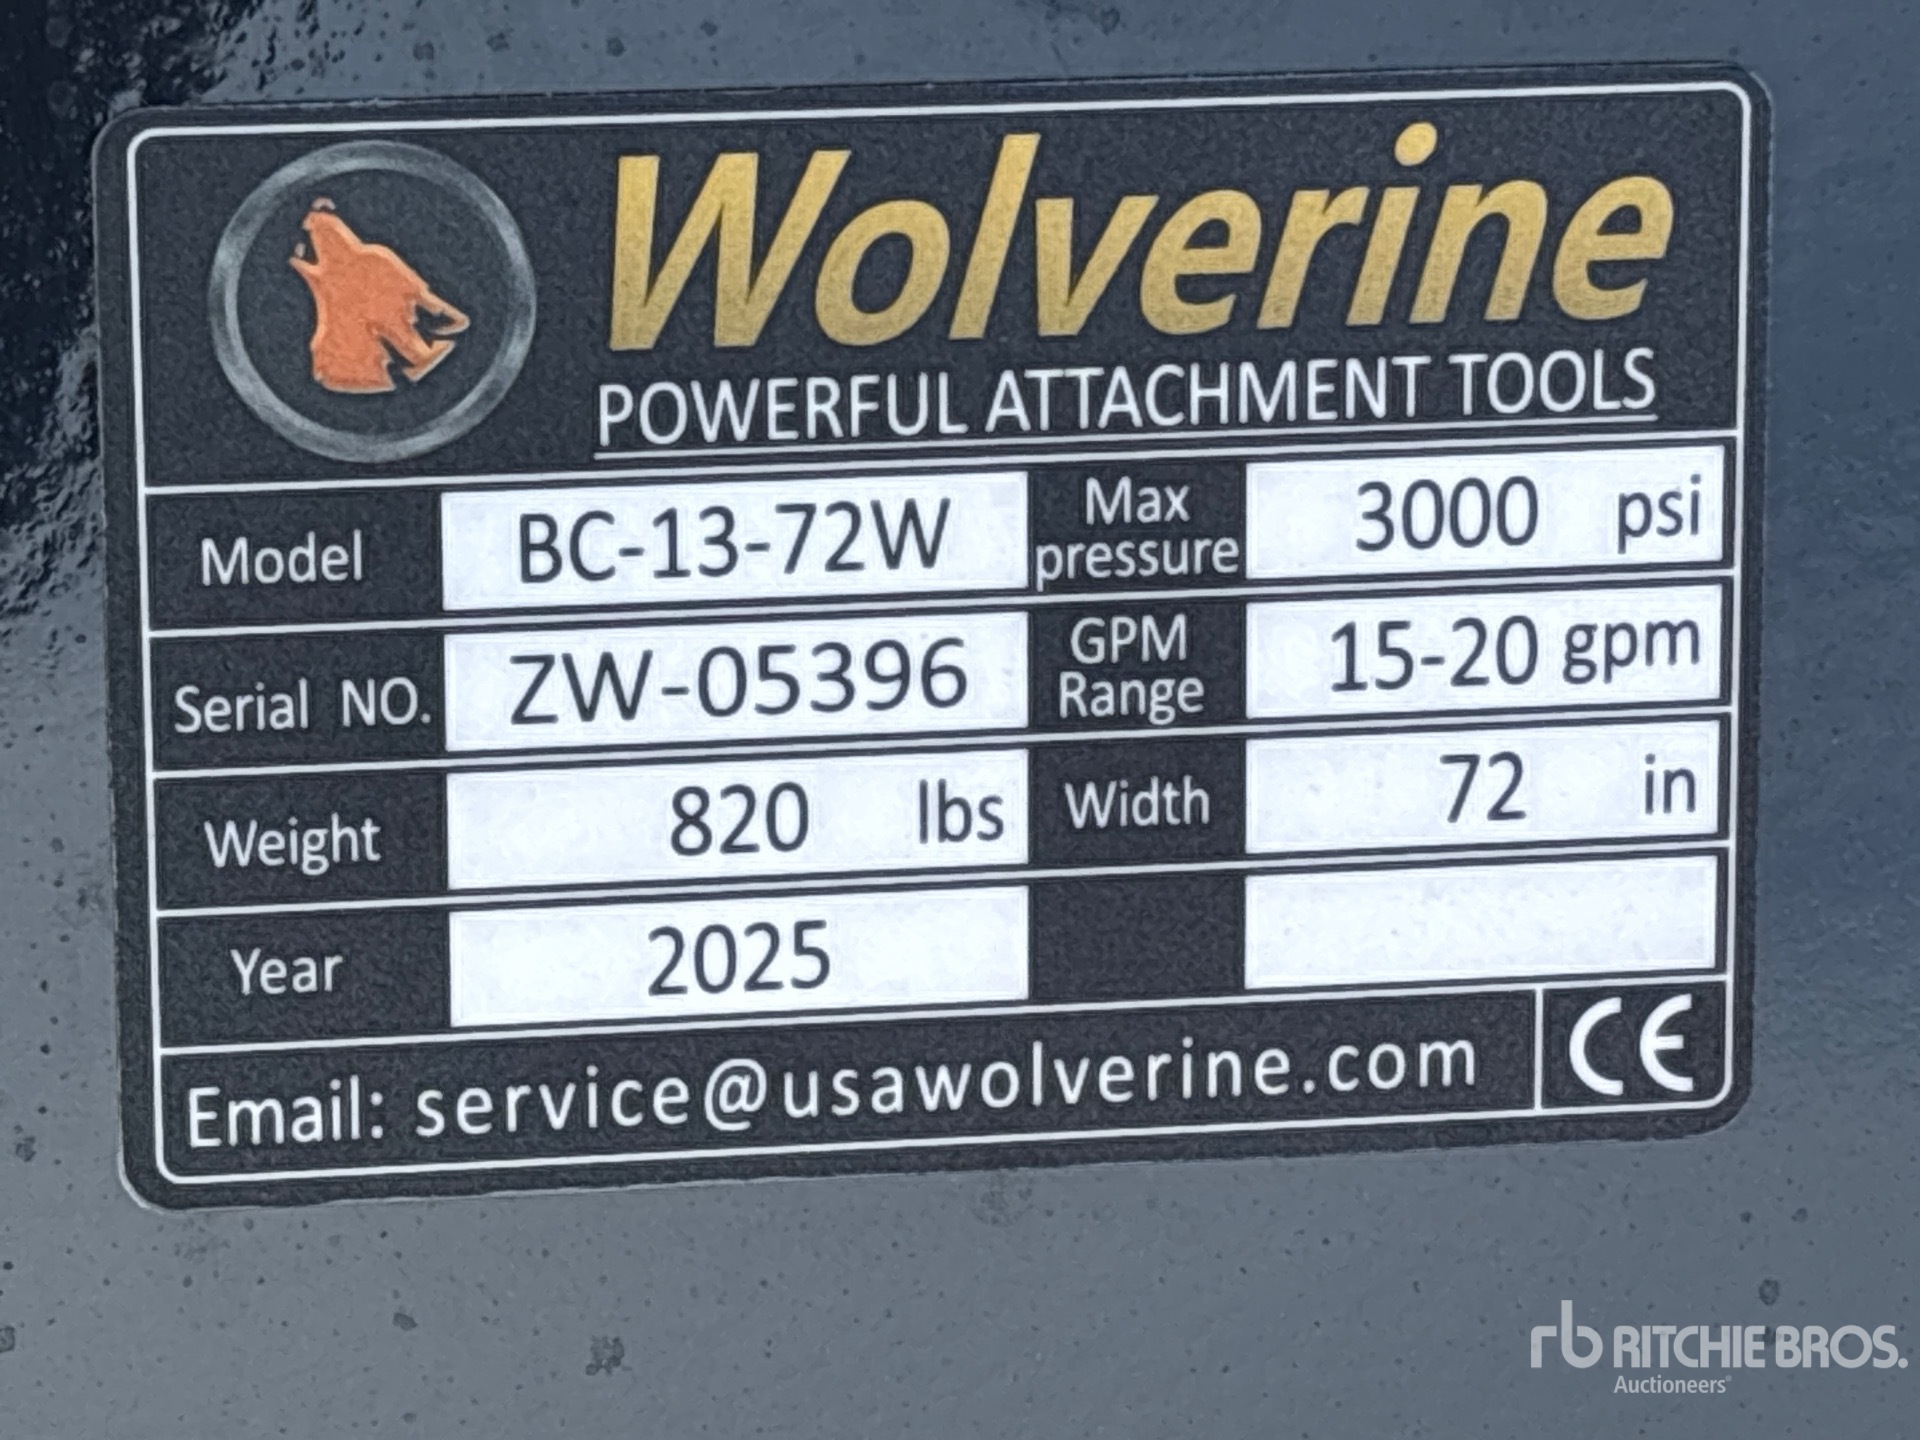 Wolverine
POWERFUL ATTACHMENT TOOLS
Model BC-13-72W Max pressure 3000 psi
Serial NO. ZW-05396 GPM Range 15-20 gpm
Weight 820 lbs Width 72 in
Year 2025
Email: service@usawolverine.com CE
rb RITCHIE BROS.
Auctioneers